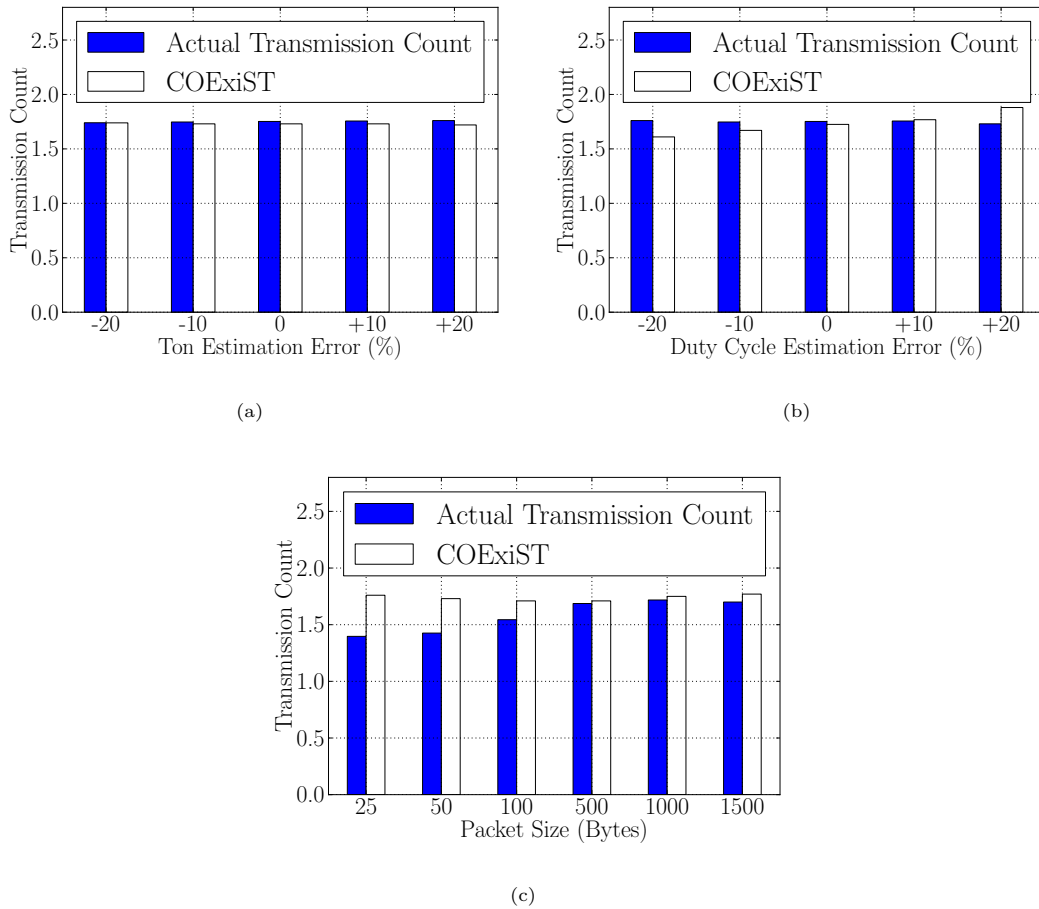 2.5
2.0
1.5
1.0
0.5
0.0
Transmission Count
Actual Transmission Count
COExiST
-20 -10 0 +10 +20
Ton Estimation Error (%)
(a)
2.5
2.0
1.5
1.0
0.5
0.0
Transmission Count
Actual Transmission Count
COExiST
-20 -10 0 +10 +20
Duty Cycle Estimation Error (%)
(b)
2.5
2.0
1.5
1.0
0.5
0.0
Transmission Count
Actual Transmission Count
COExiST
25 50 100 500 1000 1500
Packet Size (Bytes)
(c)